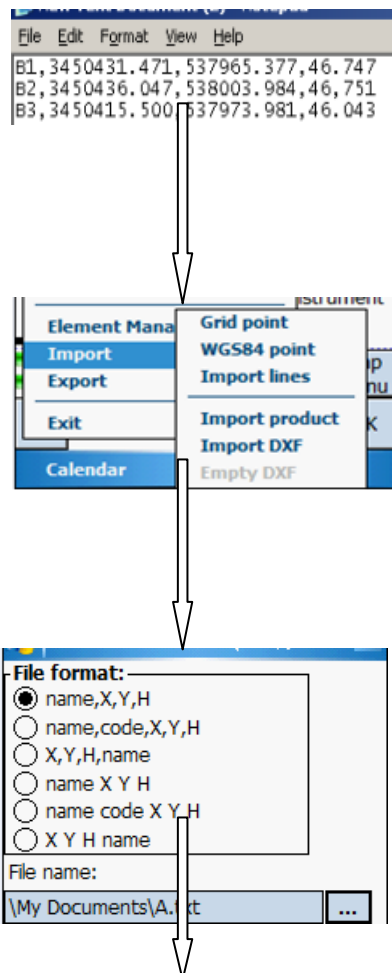 File Edit Format View Help
B1,3450431.471,537965.377,46.747
B2,3450436.047,538003.984,46,751
B3,3450415.500,537973.981,46.043
Element Mana
Import
Export
Exit
Calendar
Grid point
WGS84 point
Import lines
Import product
Import DXF
Empty DXF
K
File format:
name,X,Y,H
name,code,X,Y,H
X,Y,H,name
name X Y H
name code X Y H
X Y H name
File name:
\My Documents\A.txt
...